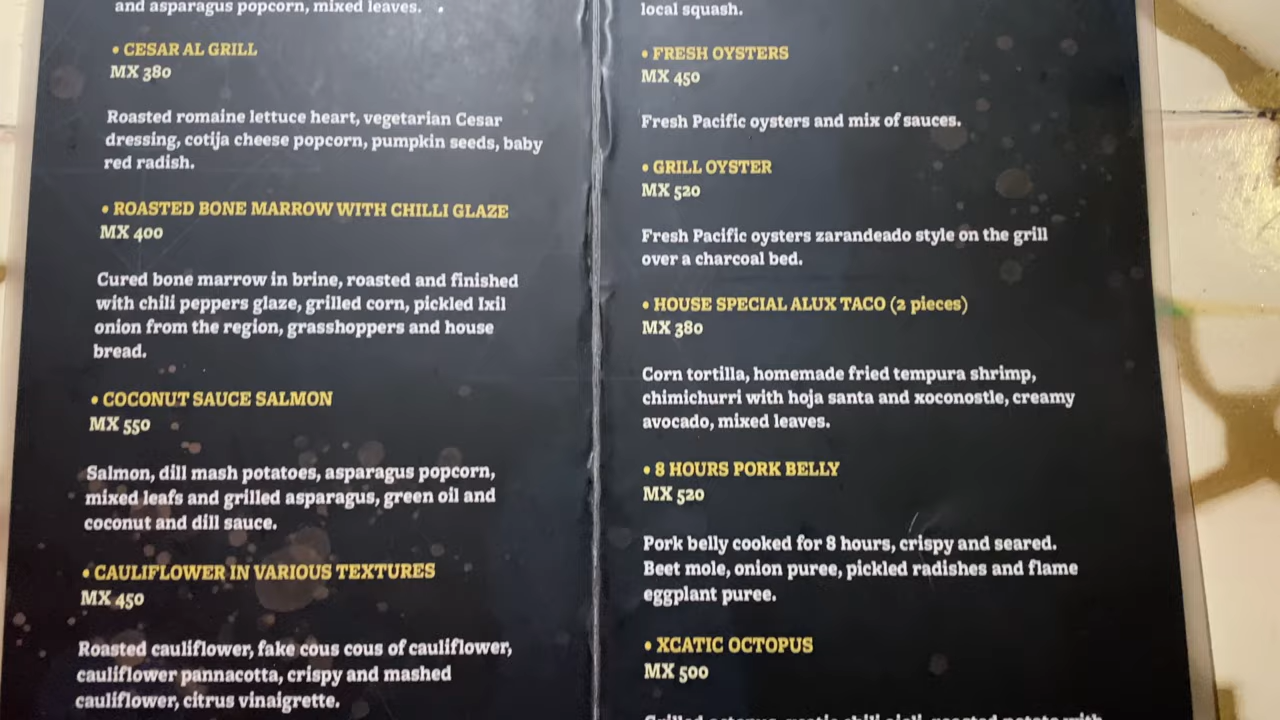 and asparagus popcorn, mixed leaves.
• CESAR AL GRILL
MX 380
Roasted romaine lettuce heart, vegetarian Cesar
dressing, cotija cheese popcorn, pumpkin seeds, baby
red radish.
• ROASTED BONE MARROW WITH CHILLI GLAZE
MX 400
Cured bone marrow in brine, roasted and finished
with chili peppers glaze, grilled corn, pickled Ixil
onion from the region, grasshoppers and house
bread.
• COCONUT SAUCE SALMON
MX 550
Salmon, dill mash potatoes, asparagus popcorn,
mixed leafs and grilled asparagus, green oil and
coconut and dill sauce.
• CAULIFLOWER IN VARIOUS TEXTURES
MX 450
Roasted cauliflower, fake cous cous of cauliflower,
cauliflower pannacotta, crispy and mashed
cauliflower, citrus vinaigrette.
local squash.
• FRESH OYSTERS
MX 450
Fresh Pacific oysters and mix of sauces.
• GRILL OYSTER
MX 520
Fresh Pacific oysters zarandeado style on the grill
over a charcoal bed.
• HOUSE SPECIAL ALUX TACO (2 pieces)
MX 380
Corn tortilla, homemade fried tempura shrimp,
chimichurri with hoja santa and xoconostle, creamy
avocado, mixed leaves.
• 8 HOURS PORK BELLY
MX 520
Pork belly cooked for 8 hours, crispy and seared.
Beet mole, onion puree, pickled radishes and flame
eggplant puree.
• XCATIC OCTOPUS
MX 500